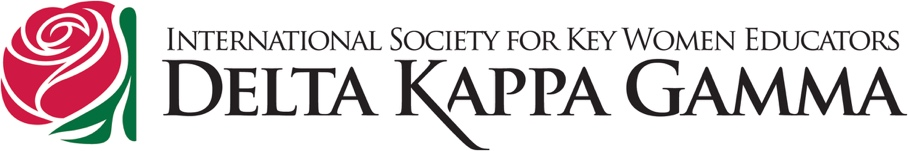 International Society for Key Women Educators
Delta Kappa Gamma